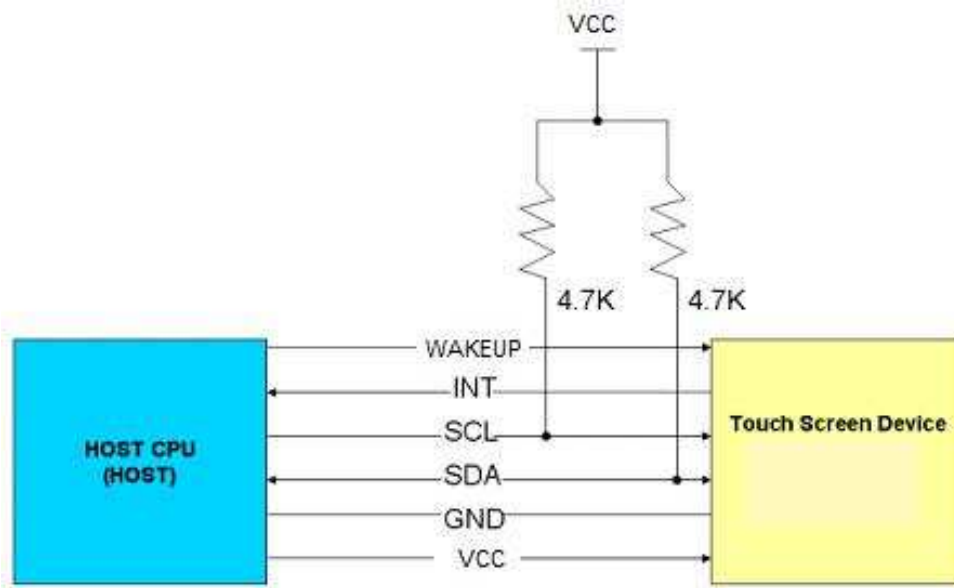 VCC
4.7K
4.7K
WAKEUP
INT
SCL
SDA
GND
VCC
HOST CPU
(HOST)
Touch Screen Device